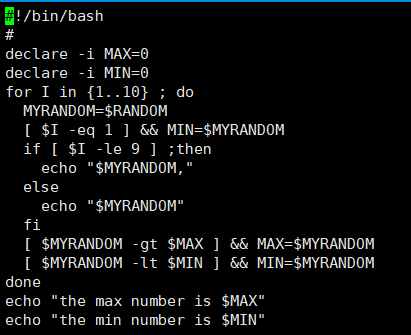 #!/bin/bash
#
declare -i MAX=0
declare -i MIN=0
for I in {1..10} ; do
  MYRANDOM=$RANDOM
  [ $I -eq 1 ] && MIN=$MYRANDOM
  if [ $I -le 9 ] ;then
    echo "$MYRANDOM,"
  else
    echo "$MYRANDOM"
  fi
  [ $MYRANDOM -gt $MAX ] && MAX=$MYRANDOM
  [ $MYRANDOM -lt $MIN ] && MIN=$MYRANDOM
done
echo "the max number is $MAX"
echo "the min number is $MIN"